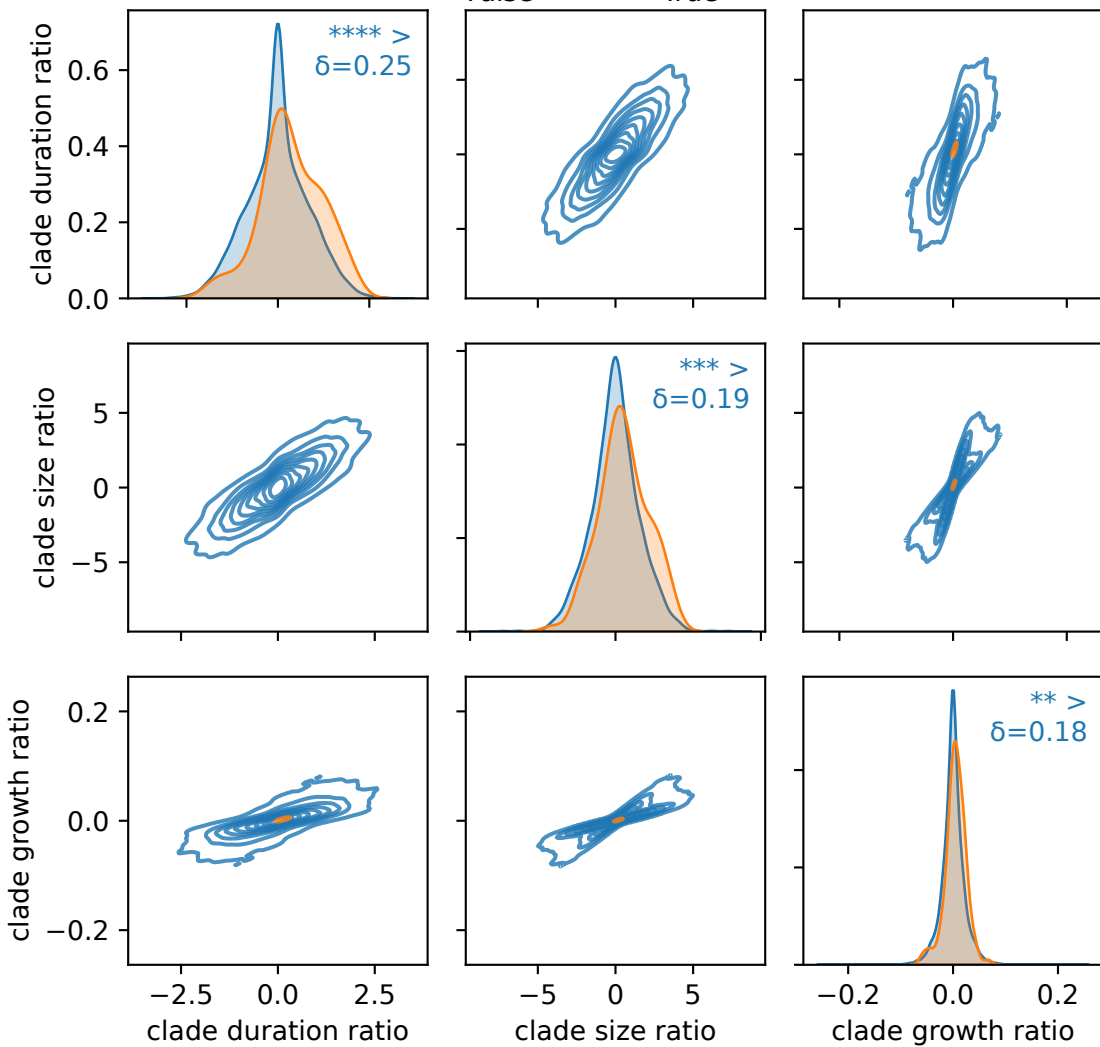 clade duration ratio
0.6
0.4
0.2
0.0
**** >
δ=0.25
clade size ratio
5
0
−5
*** >
δ=0.19
clade growth ratio
0.2
0.0
−0.2
** >
δ=0.18
−2.5 0.0 2.5
−5 0 5
−0.2 0.0 0.2
clade duration ratio
clade size ratio
clade growth ratio